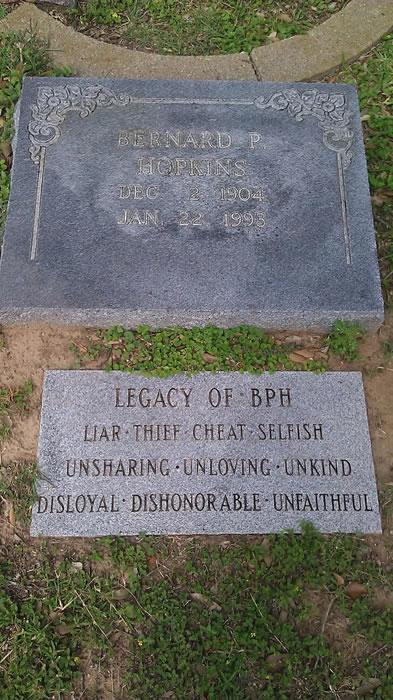 BERNARD P.
HOPKINS
DEC 2, 1904
JAN. 22 1993
LEGACY OF · BPH
LIAR · THIEF · CHEAT · SELFISH
UNSHARING · UNLOVING · UNKIND
DISLOYAL · DISHONORABLE · UNFAITHFUL